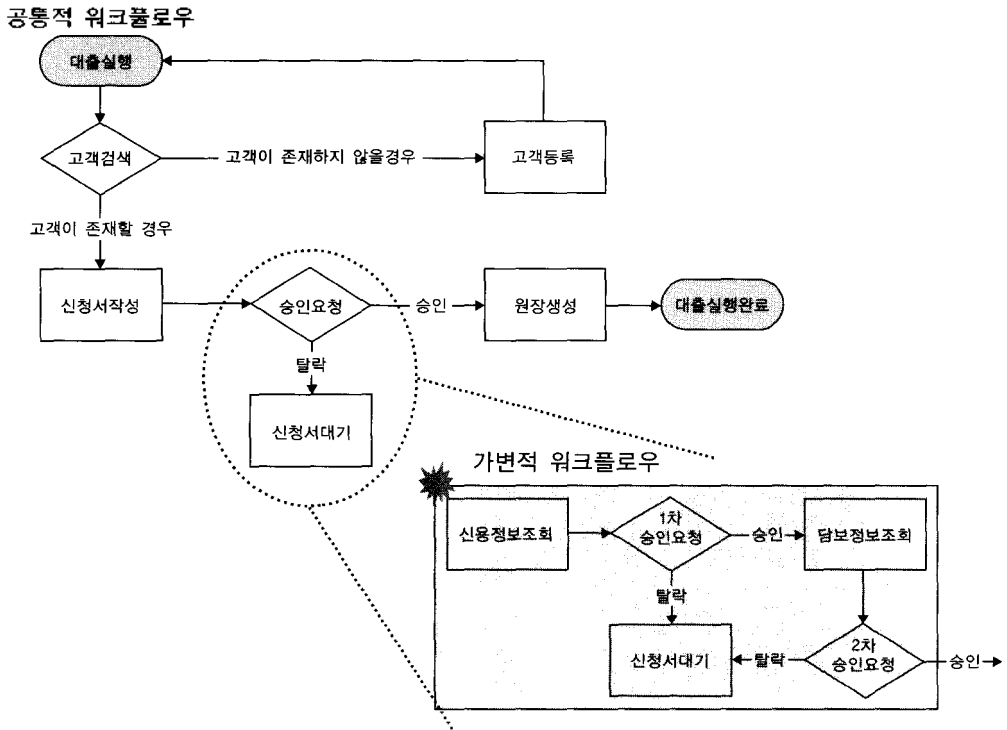 공통적 워크플로우
대출실행
고객검색
고객이 존재하지 않을경우
고객등록
고객이 존재할 경우
신청서작성
승인요청
승인
원장생성
대출실행완료
탈락
신청서대기
가변적 워크플로우
신용정보조회
1차
승인요청
승인
담보정보조회
탈락
신청서대기
탈락
2차
승인요청
승인